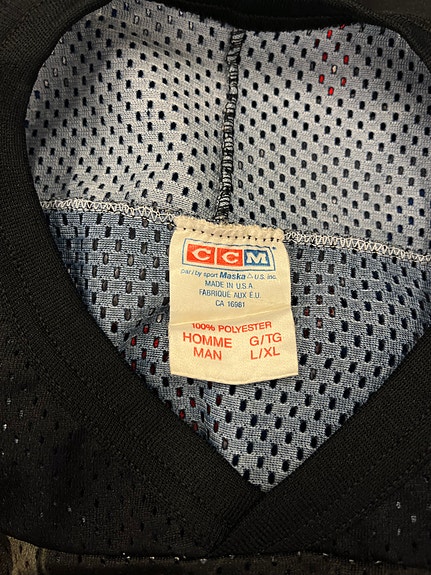 CCM
par/by sport Maska U.S. inc.
MADE IN U.S.A.
FABRIQUE AUX E.U.
CA 16981
100% POLYESTER
HOMME G/TG
MAN L/XL